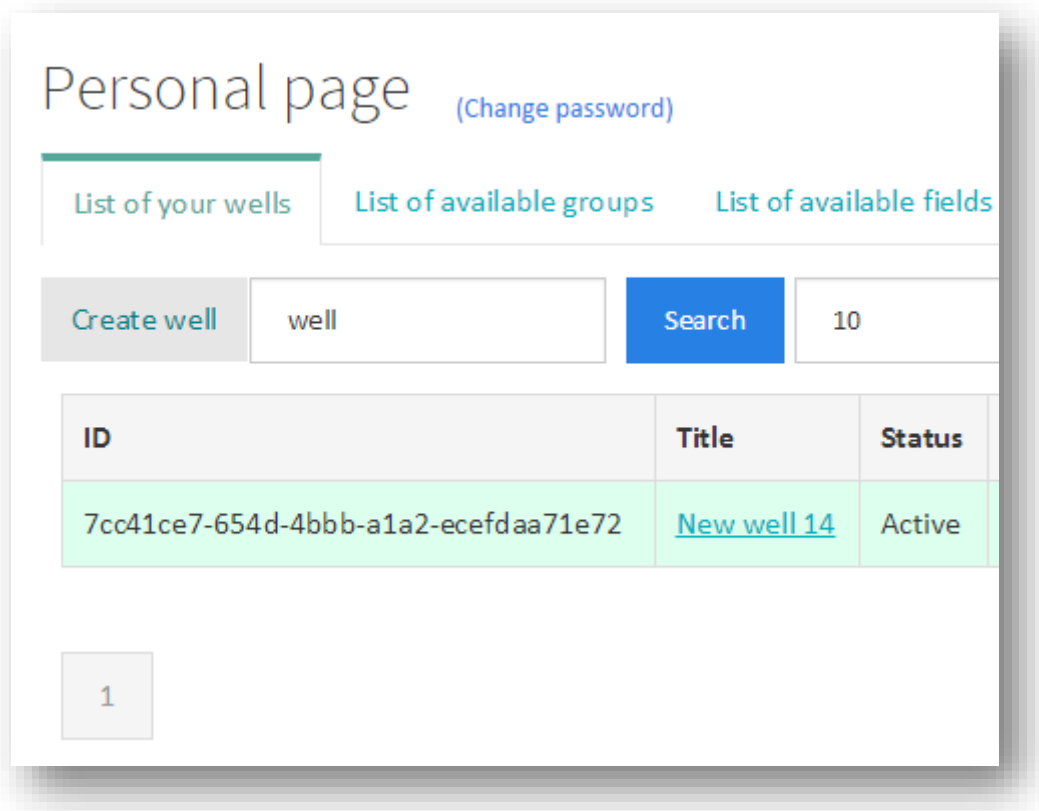 Personal page (Change password)
List of your wells List of available groups List of available fields
Create well well Search 10
ID Title Status
7cc41ce7-654d-4bbb-a1a2-ecefdaa71e72 New well 14 Active
1